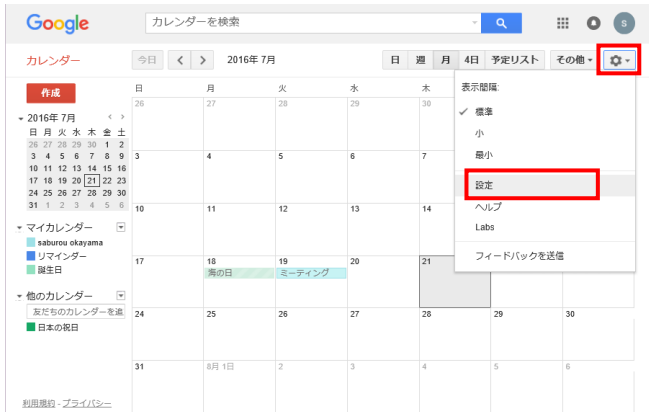 Google カレンダーを検索 S
カレンダー 今日 < > 2016年 7月 日 週 月 4日 予定リスト その他
作成
2016年 7月 < >
日 月 火 水 木 金 土
26 27 28 29 30 1 2
3 4 5 6 7 8 9
10 11 12 13 14 15 16
17 18 19 20 21 22 23
24 25 26 27 28 29 30
31 1 2 3 4 5 6
マイカレンダー
saburou okayama
リマインダー
誕生日
他のカレンダー
友だちのカレンダーを追
日本の祝日
利用規約 - プライバシー
日 月 火 水 木
26 27 28 29 30
3 4 5 6 7
10 11 12 13 14
17 18 19 20 21
海の日 ミーティング
24 25 26 27 28 29 30
31 8月 1日 2 3 4 5 6
表示間隔:
✓ 標準
小
最小
設定
ヘルプ
Labs
フィードバックを送信